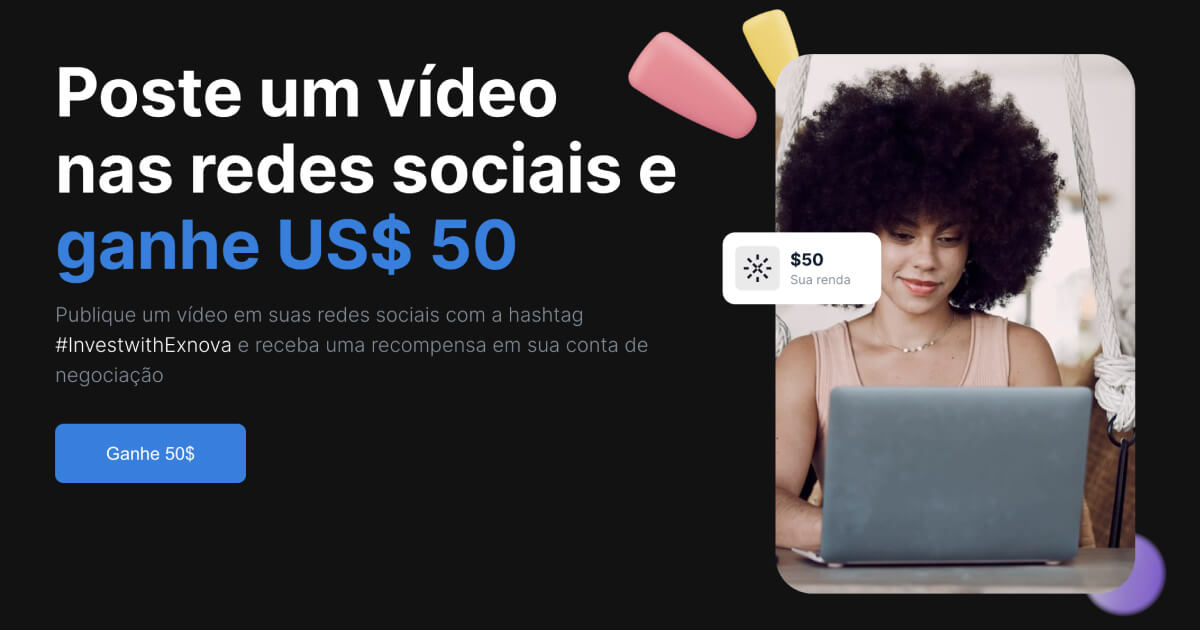 Poste um vídeo
nas redes sociais e
ganhe US$ 50
Publique um vídeo em suas redes sociais com a hashtag
#InvestwithExnova e receba uma recompensa em sua conta de
negociação
Ganhe 50$
$50
Sua renda